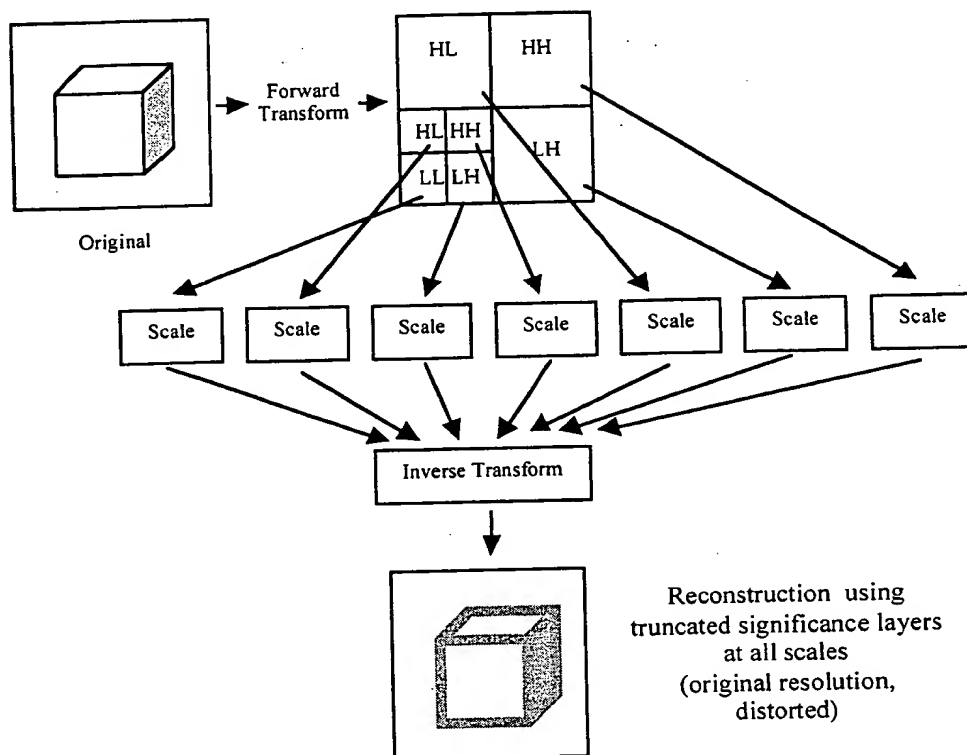 HL HH
Forward
Transform
HL HH
LH
LL LH
Original
Scale Scale Scale Scale Scale Scale Scale
Inverse Transform
Reconstruction using
truncated significance layers
at all scales
(original resolution,
distorted)